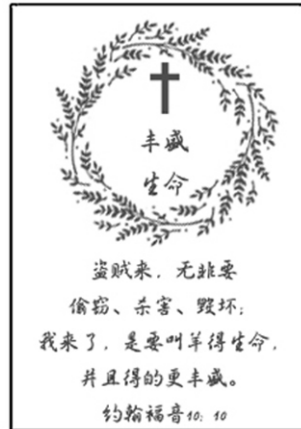 丰盛
生命
盗贼来，无非要
偷窃、杀害、毁坏；
我来了，是要叫羊得生命，
并且得的更丰盛。
约翰福音10：10